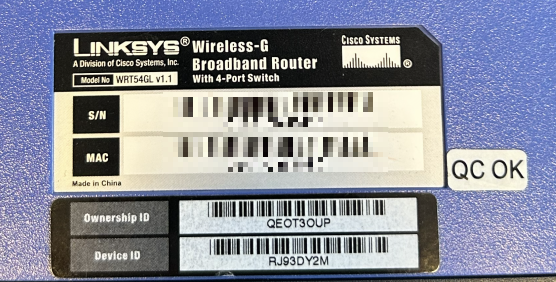 LINKSYS® Wireless-G
A Division of Cisco Systems, Inc.
Broadband Router
With 4-Port Switch
Model No WRT54GL v1.1
CISCO SYSTEMS
®
S/N
MAC
Made in China
QC OK
Ownership ID
QEOT3OUP
Device ID
RJ93DY2M